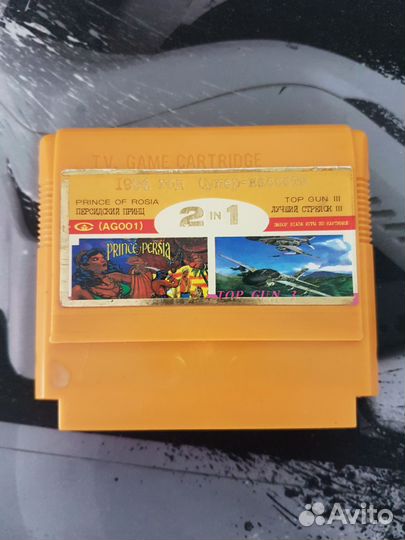 TV. GAME CARTRIDGE
PRINCE OF ROSIA
ПЕРСИДСКИЙ ПРИНЦ
(AG001)
2 IN 1
TOP GUN III
ЛУЧШИЙ СТРЕЛОК III
PRINCE PERSIA
TOP GUN 3
Avito